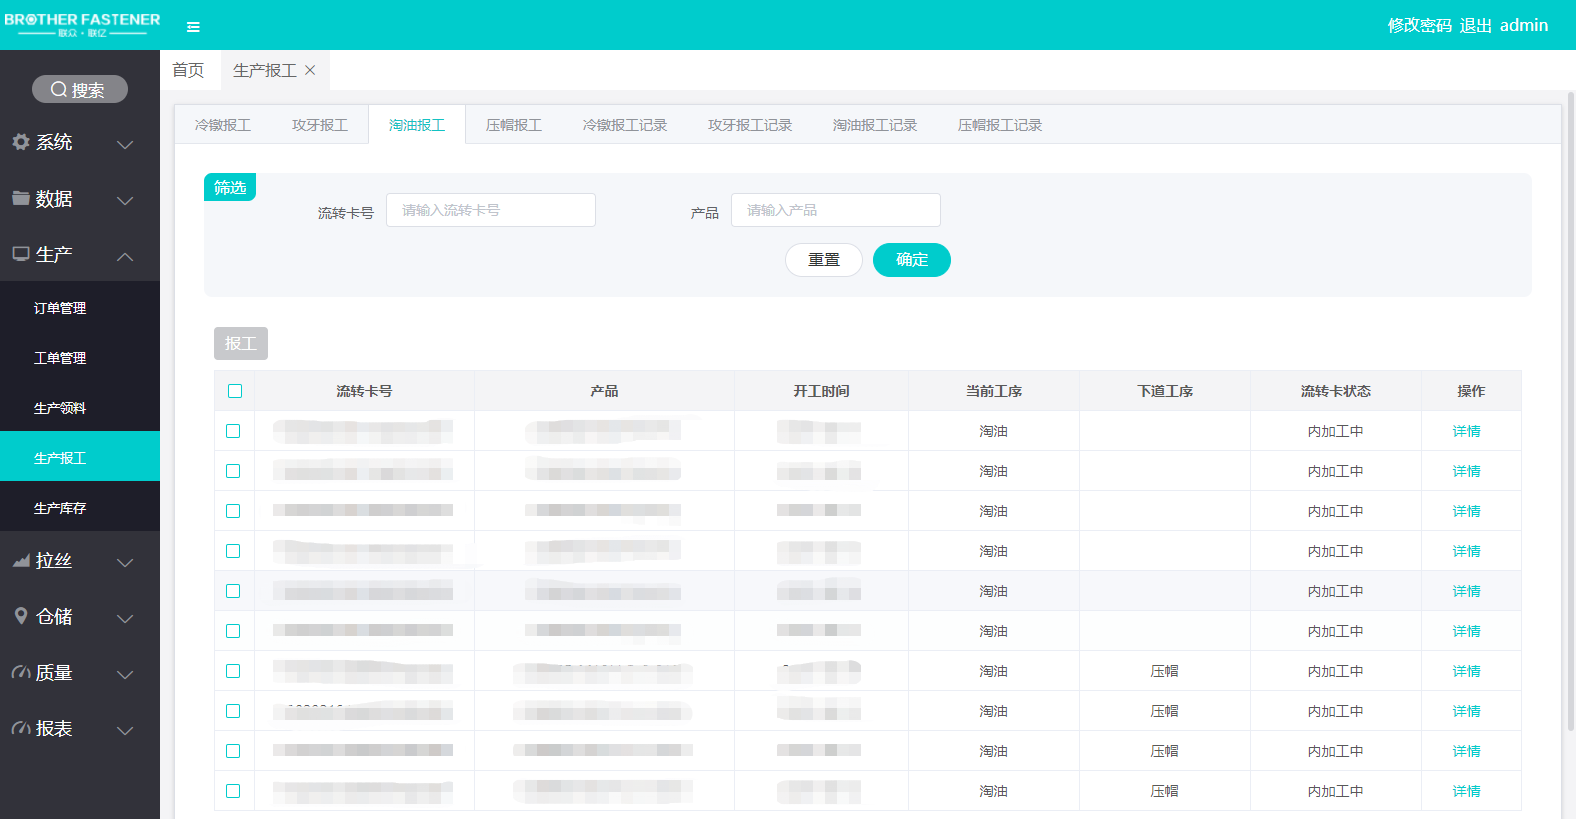 BROTHER FASTENER
联众·联亿
修改密码 退出 admin
首页 生产报工
搜索
系统
数据
生产
订单管理
工单管理
生产领料
生产报工
生产库存
拉丝
仓储
质量
报表
冷镦报工 攻牙报工 淘油报工 压帽报工 冷镦报工记录 攻牙报工记录 淘油报工记录 压帽报工记录
筛选
流转卡号 请输入流转卡号 产品 请输入产品
重置 确定
报工
流转卡号 产品 开工时间 当前工序 下道工序 流转卡状态 操作
淘油 内加工中 详情
淘油 内加工中 详情
淘油 内加工中 详情
淘油 内加工中 详情
淘油 内加工中 详情
淘油 内加工中 详情
淘油 压帽 内加工中 详情
淘油 压帽 内加工中 详情
淘油 压帽 内加工中 详情
淘油 压帽 内加工中 详情